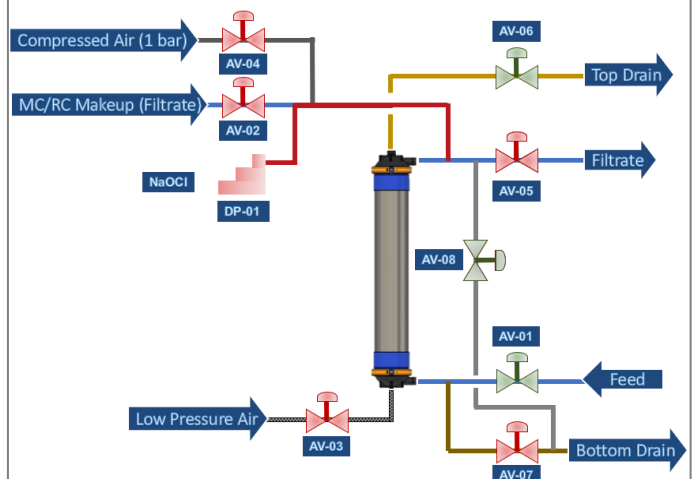 AV-06
Compressed Air (1 bar)
AV-04
Top Drain
MC/RC Makeup (Filtrate)
AV-02
NaOCl
DP-01
Filtrate
AV-05
AV-08
AV-01
Feed
Low Pressure Air
AV-03
Bottom Drain
AV-07